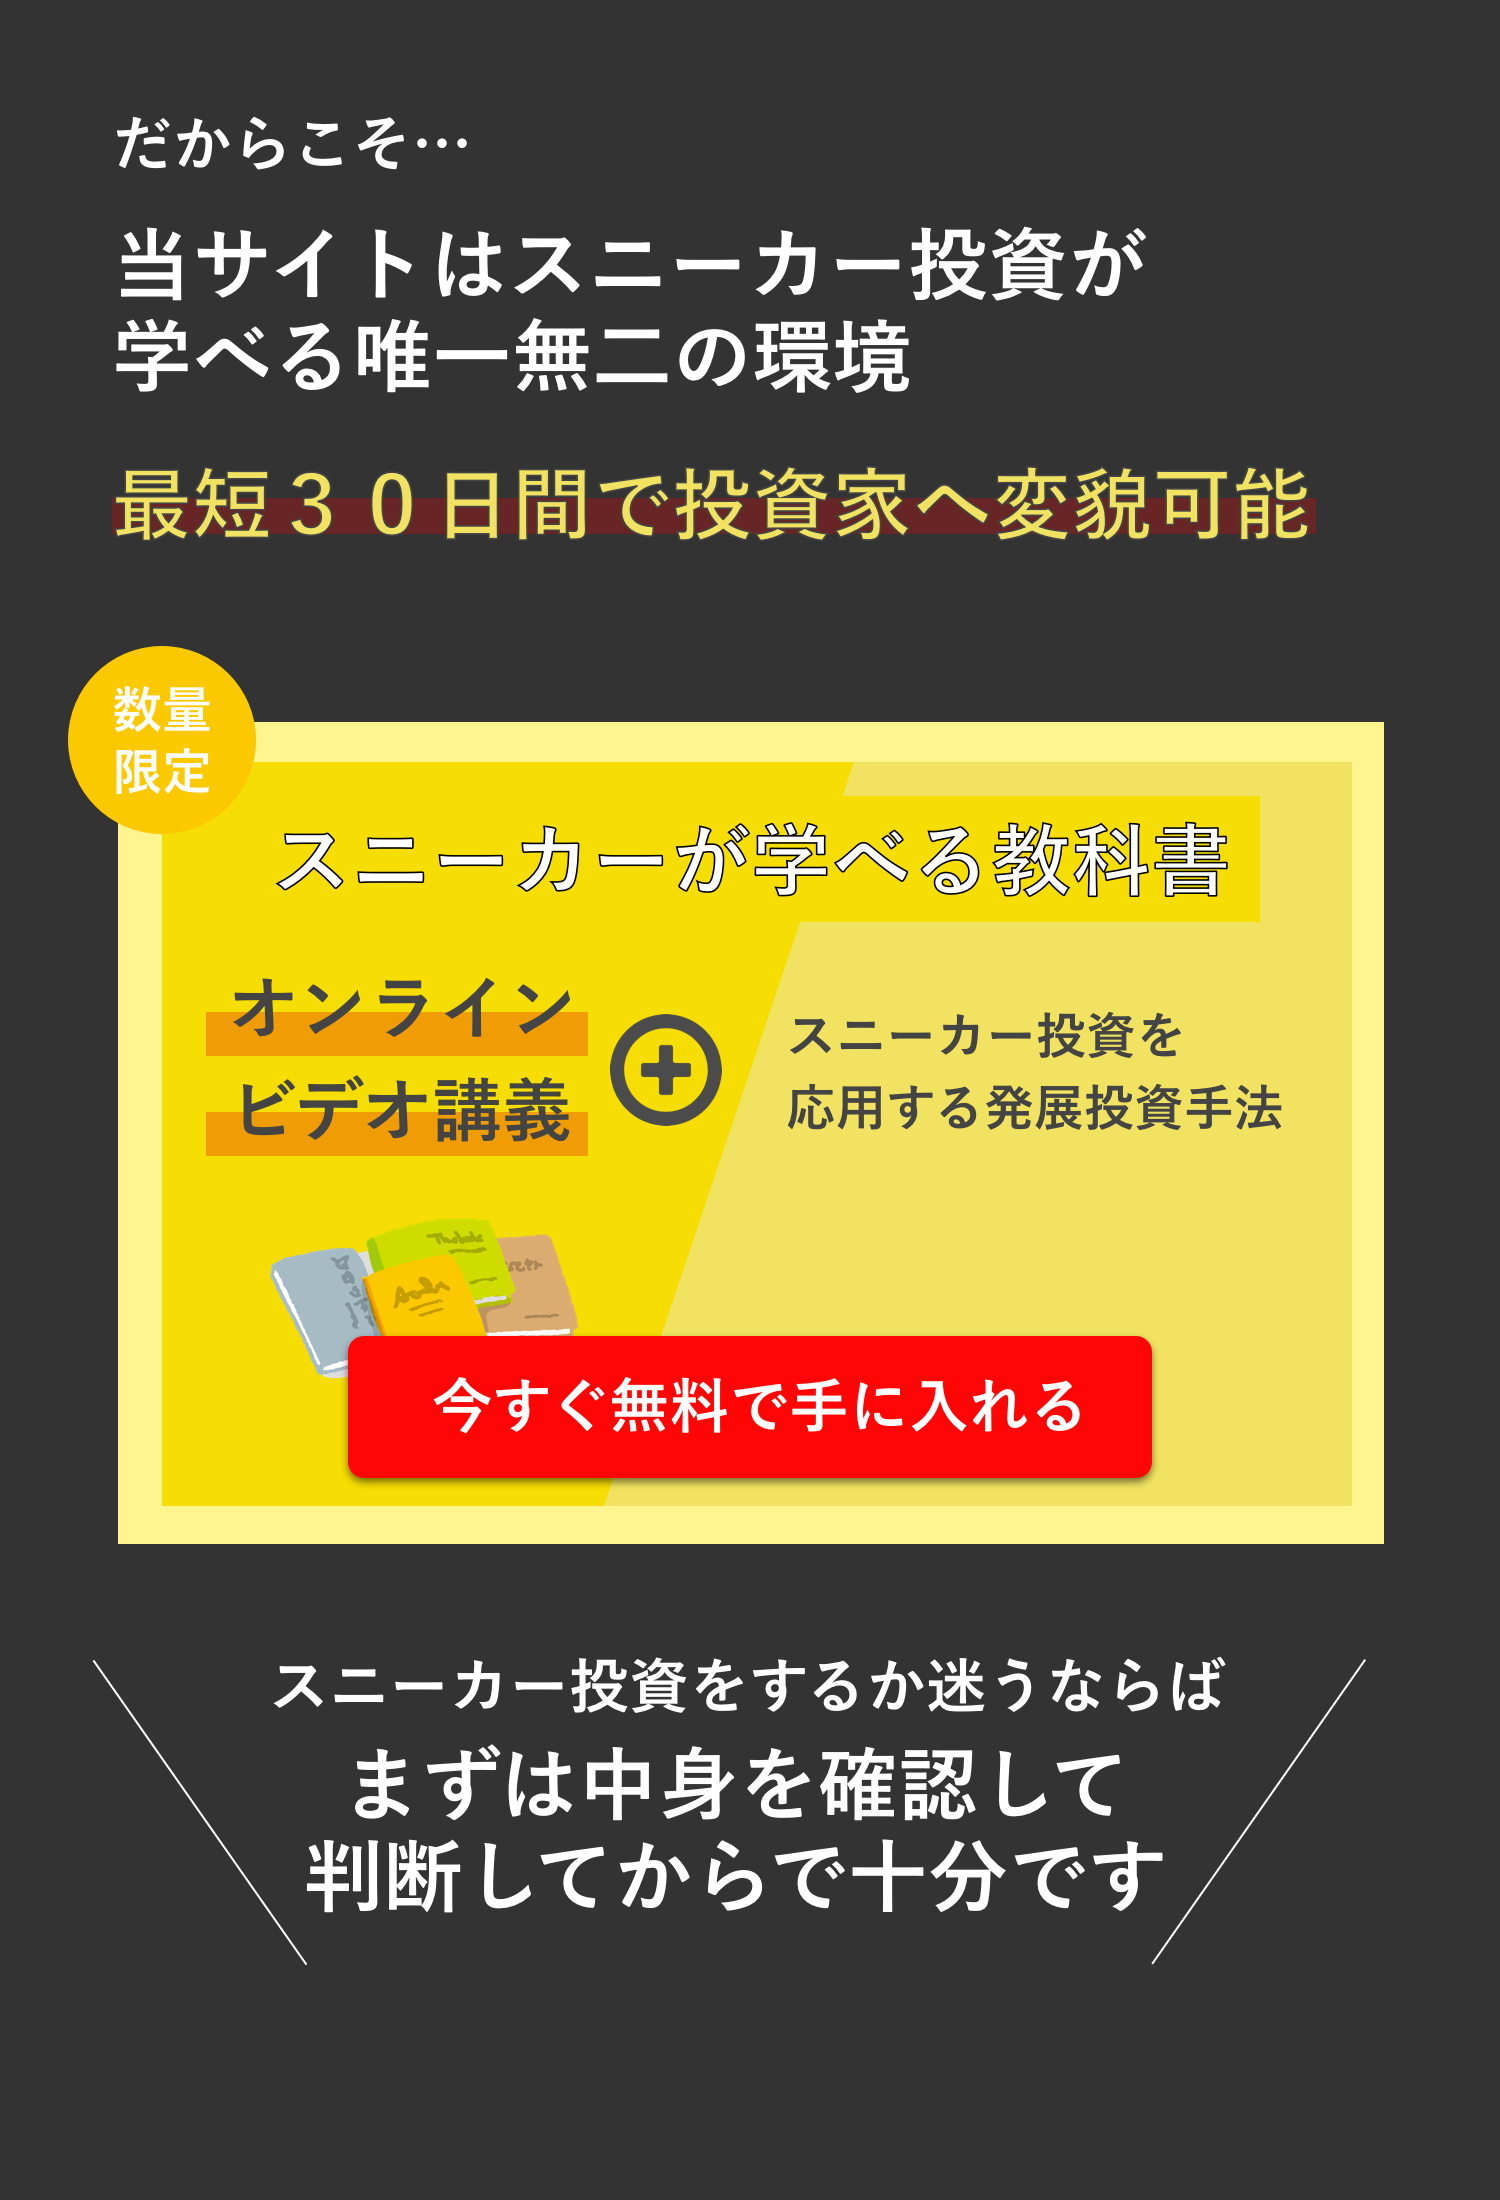 だからこそ…
当サイトはスニーカー投資が
学べる唯一無二の環境
最短３０日間で投資家へ変貌可能
数量
限定
スニーカーが学べる教科書
オンライン
ビデオ講義
スニーカー投資を
応用する発展投資手法
今すぐ無料で手に入れる
スニーカー投資をするか迷うならば
まずは中身を確認して
判断してからで十分です